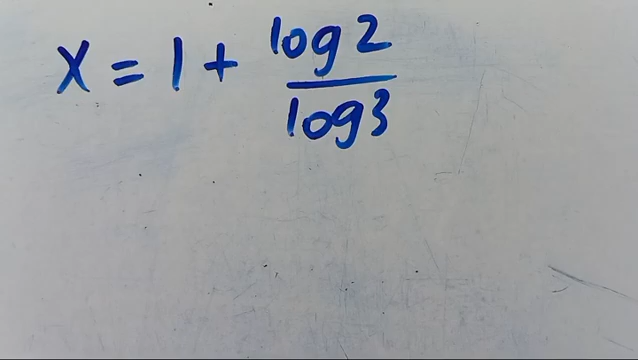 x = 1 + log 2 / log 3